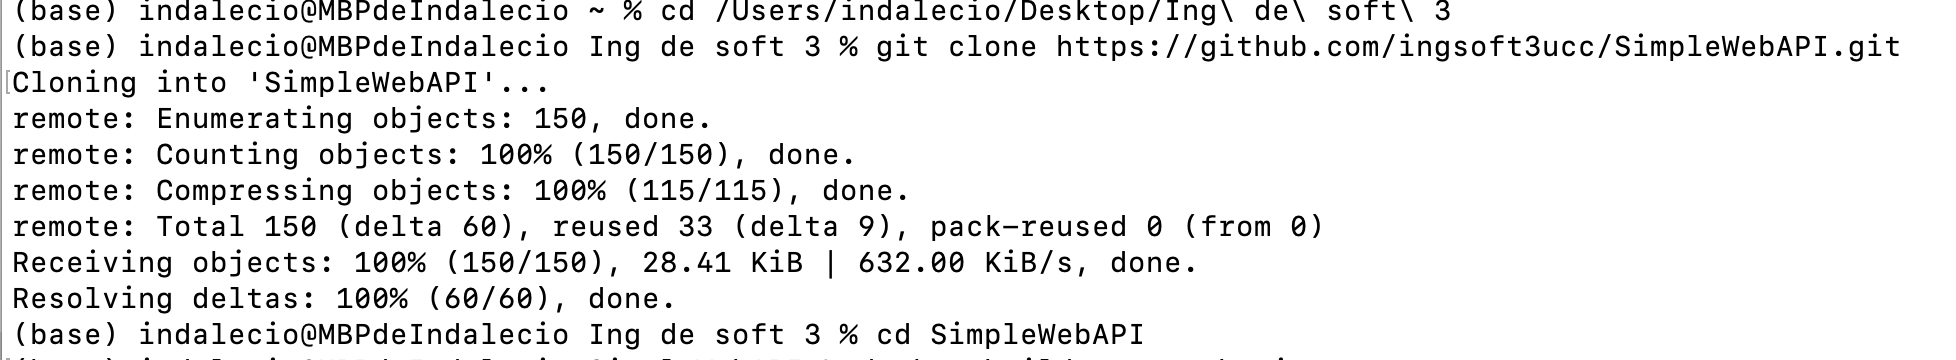 (base) indalecio@MBPdeIndalecio ~ % cd /Users/indalecio/Desktop/Ing\ de\ soft\ 3
(base) indalecio@MBPdeIndalecio Ing de soft 3 % git clone https://github.com/ingsoft3ucc/SimpleWebAPI.git
Cloning into 'SimpleWebAPI'...
remote: Enumerating objects: 150, done.
remote: Counting objects: 100% (150/150), done.
remote: Compressing objects: 100% (115/115), done.
remote: Total 150 (delta 60), reused 33 (delta 9), pack-reused 0 (from 0)
Receiving objects: 100% (150/150), 28.41 KiB | 632.00 KiB/s, done.
Resolving deltas: 100% (60/60), done.
(base) indalecio@MBPdeIndalecio Ing de soft 3 % cd SimpleWebAPI